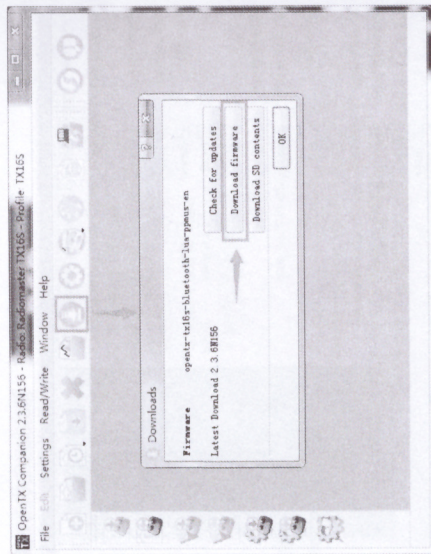 OpenTX Companion 2.3.6N156 - Radio: Radiomaster TX16S - Profile: TX16S
File Edit Settings Read/Write Window Help
Downloads
Firmware opentx-tx16s-bluetooth-lua-ppmus-en
Latest Download 2.3.6N156
Check for updates
Download firmware
Download SD contents
OK